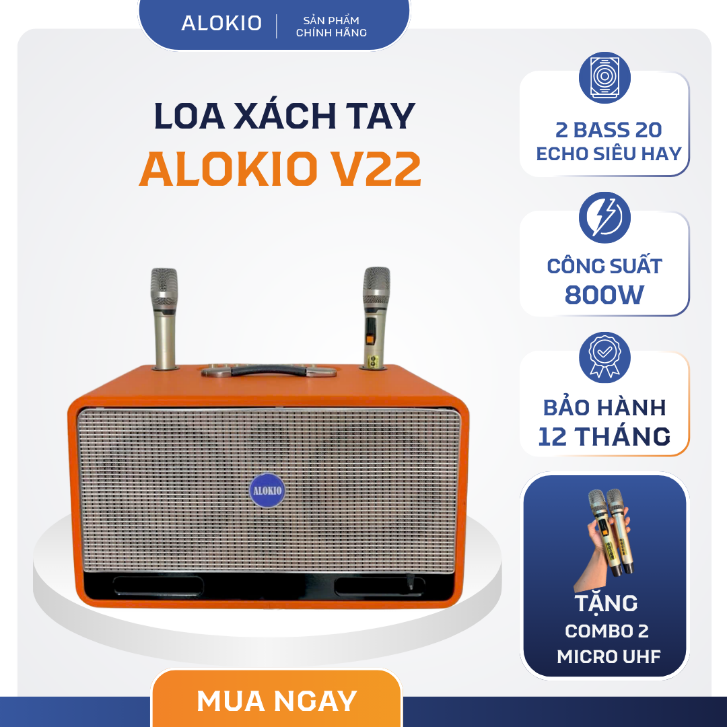 ALOKIO
SẢN PHẨM
CHÍNH HÃNG
LOA XÁCH TAY
ALOKIO V22
2 BASS 20
ECHO SIÊU HAY
CÔNG SUẤT
800W
BẢO HÀNH
12 THÁNG
ALOKIO
TẶNG
COMBO 2
MICRO UHF
MUA NGAY